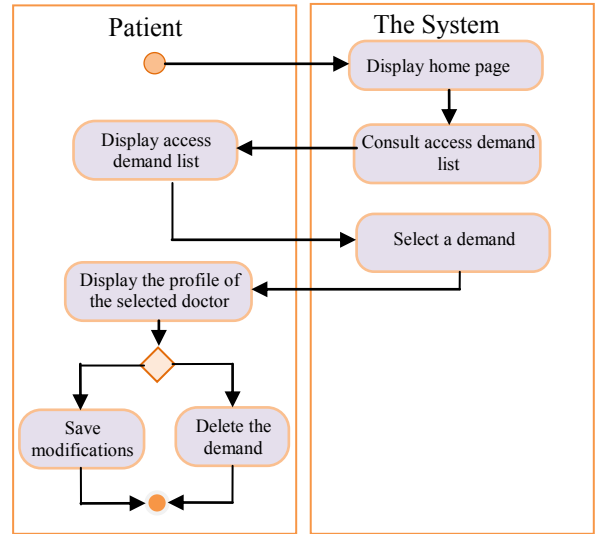 Patient
The System
Display home page
Display access
demand list
Consult access demand
list
Select a demand
Display the profile of
the selected doctor
Save
modifications
Delete the
demand